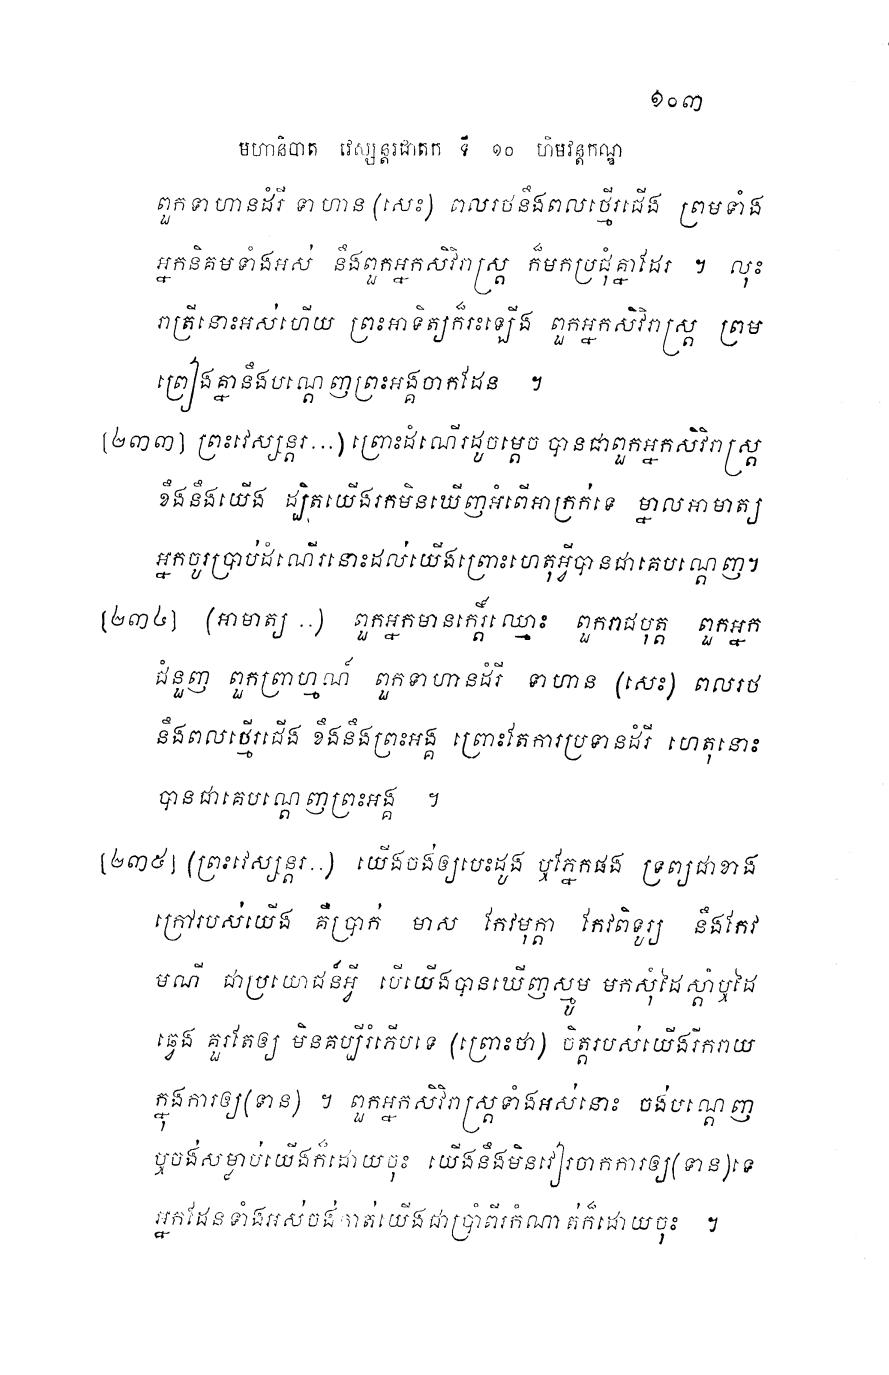 ១០៣
មហានិបាត វេស្សន្តរជាតក ទី ១០ ហិមវន្តកណ្ឌ
ពួកទាហានដំរី ទាហាន (សេះ) ពលរថនឹងពលថ្មើរជើង ព្រមទាំង
អ្នកនិគមទាំងអស់ នឹងពួកអ្នកសិវិរាស្ត្រ ក៏មកប្រជុំគ្នាដែរ ។ លុះ
រាត្រីនោះអស់ហើយ ព្រះអាទិត្យក៏រះឡើង ពួកអ្នកសិវិរាស្ត្រ ព្រម
ព្រៀងគ្នានឹងបណ្តេញព្រះអង្គចាកដែន ។
[២៣៣] ព្រះវេស្សន្តរ...) ព្រោះដំណើរដូចម្តេច បានជាពួកអ្នកសិវិរាស្ត្រ
ខឹងនឹងយើង ដ្បិតយើងរកមិនឃើញអំពើអាក្រក់ទេ ម្នាលអាមាត្យ
អ្នកចូរប្រាប់ដំណើរនោះដល់យើងព្រោះហេតុអ្វីបានជាគេបណ្តេញ។
[២៣៤] (អាមាត្យ ..) ពួកអ្នកមានកេរ្តិ៍ឈ្មោះ ពួករាជបុត្ត ពួកអ្នក
ជំនួញ ពួកព្រាហ្មណ៍ ពួកទាហានដំរី ទាហាន (សេះ) ពលរថ
នឹងពលថ្មើរជើង ខឹងនឹងព្រះអង្គ ព្រោះតែការប្រទានដំរី ហេតុនោះ
បានជាគេបណ្តេញព្រះអង្គ ។
[២៣៥] (ព្រះវេស្សន្តរ..) យើងចង់ឲ្យបេះដូង ឬភ្នែកផង ទ្រព្យជាខាង
ក្រៅរបស់យើង គឺប្រាក់ មាស កែវមុក្តា កែវពិទូរ្យ នឹងកែវ
មណី ជាប្រយោជន៍អ្វី បើយើងបានឃើញស្មូម មកសុំដៃស្តាំឬដៃ
ឆ្វេង គួរតែឲ្យ មិនគប្បីរំភើបទេ (ព្រោះថា) ចិត្តរបស់យើងរីករាយ
ក្នុងការឲ្យ(ទាន) ។ ពួកអ្នកសិវិរាស្ត្រទាំងអស់នោះ ចង់បណ្តេញ
ឬចង់សម្លាប់យើងក៏ដោយចុះ យើងនឹងមិនវៀរចាកការឲ្យ(ទាន)ទេ
អ្នកដែនទាំងអស់ចង់កាត់យើងជាប្រាំពីរកំណាត់ក៏ដោយចុះ ។